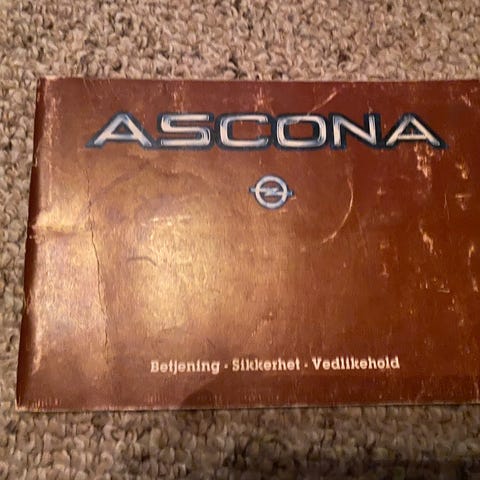 ASCONA
Betjening · Sikkerhet · Vedlikehold